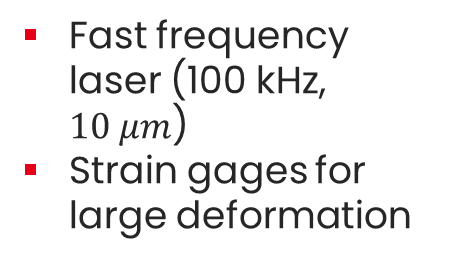 ▪ Fast frequency
laser (100 kHz,
10 μm)
▪ Strain gages for
large deformation